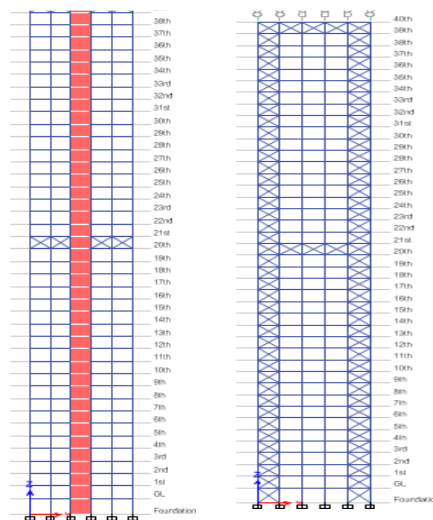 38th
37th
36th
35th
34th
33rd
32nd
31st
30th
29th
28th
27th
26th
25th
24th
23rd
22nd
21st
20th
19th
18th
17th
16th
15th
14th
13th
12th
11th
10th
9th
8th
7th
6th
5th
4th
3rd
2nd
1st
GL
Foundation
Z
X
40th
39th
38th
37th
36th
35th
34th
33rd
32nd
31st
30th
29th
28th
27th
26th
25th
24th
23rd
22nd
21st
20th
19th
18th
17th
16th
15th
14th
13th
12th
11th
10th
9th
8th
7th
6th
5th
4th
3rd
2nd
1st
GL
Foundatio
Z